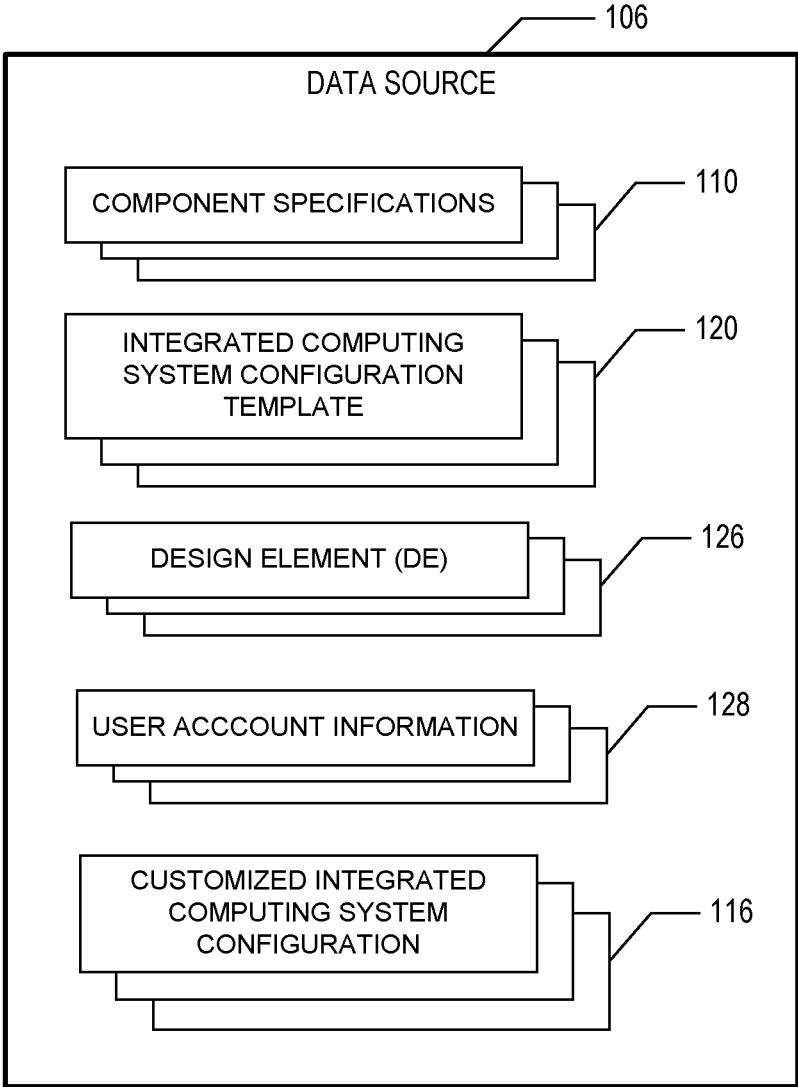 106
DATA SOURCE
COMPONENT SPECIFICATIONS
110
INTEGRATED COMPUTING
SYSTEM CONFIGURATION
TEMPLATE
120
DESIGN ELEMENT (DE)
126
USER ACCCOUNT INFORMATION
128
CUSTOMIZED INTEGRATED
COMPUTING SYSTEM
CONFIGURATION
116